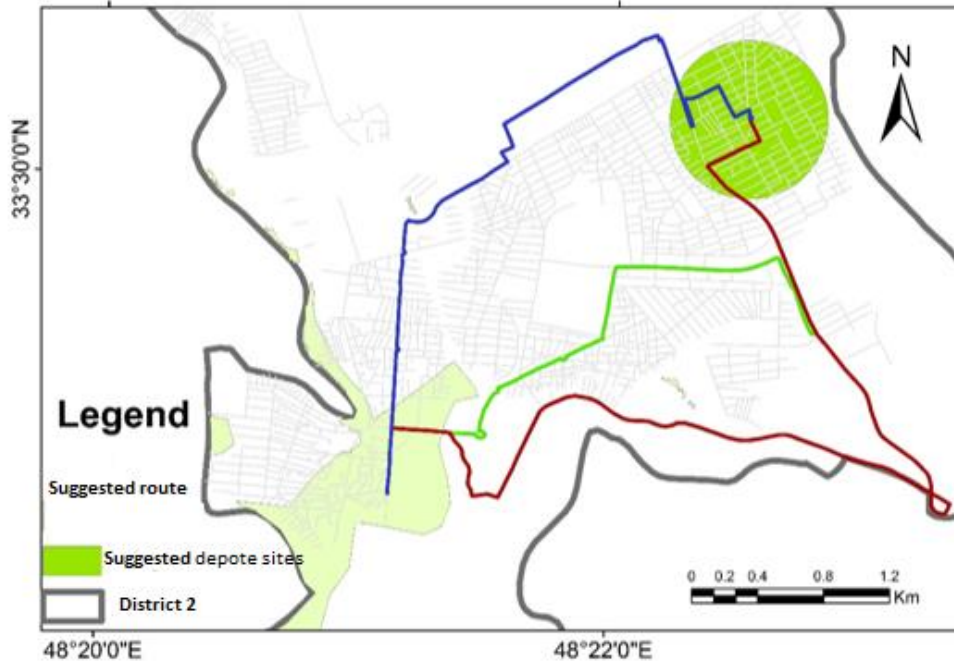 N
33°30'0"N
Legend
Suggested route
Suggested depote sites
District 2
0 0.2 0.4 0.8 1.2
Km
48°20'0"E 48°22'0"E